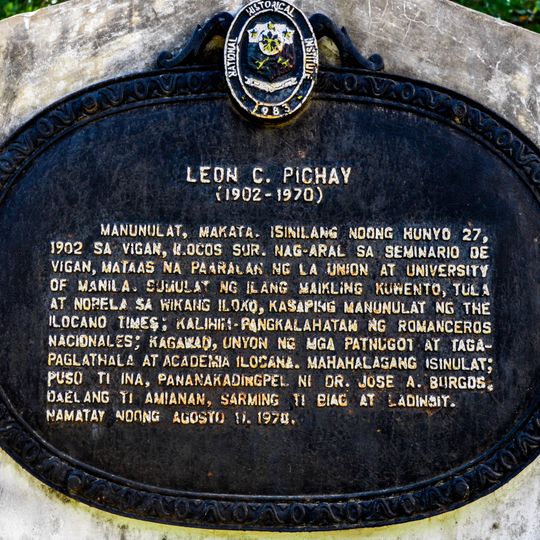 NATIONAL HISTORICAL INSTITUTE
1983
LEON C. PICHAY
(1902-1970)
MANUNULAT, MAKATA. ISINILANG NOONG HUNYO 27,
1902 SA VIGAN, ILOCOS SUR. NAG-ARAL SA SEMINARIO DE
VIGAN, MATAAS NA PAARALAN NG LA UNION AT UNIVERSITY
OF MANILA. SUMULAT NG ILANG MAIKLING KUWENTO, TULA
AT NOBELA SA WIKANG ILOKO, KASAPING MANUNULAT NG THE
ILOCANO TIMES; KALIHIM-PANGKALAHATAN NG ROMANCEROS
NACIONALES; KAGAWAD, UNYON NG MGA PATNUGOT AT TAGA-
PAGLATHALA AT ACADEMIA ILOCANA. MAHAHALAGANG ISINULAT;
PUSO TI INA, PANANAKADINGPEL NI DR. JOSE A. BURGOS,
DAELANG TI AMIANAN, SARMING TI BIAG AT LADINGIT.
NAMATAY NOONG AGOSTO 11, 1970.